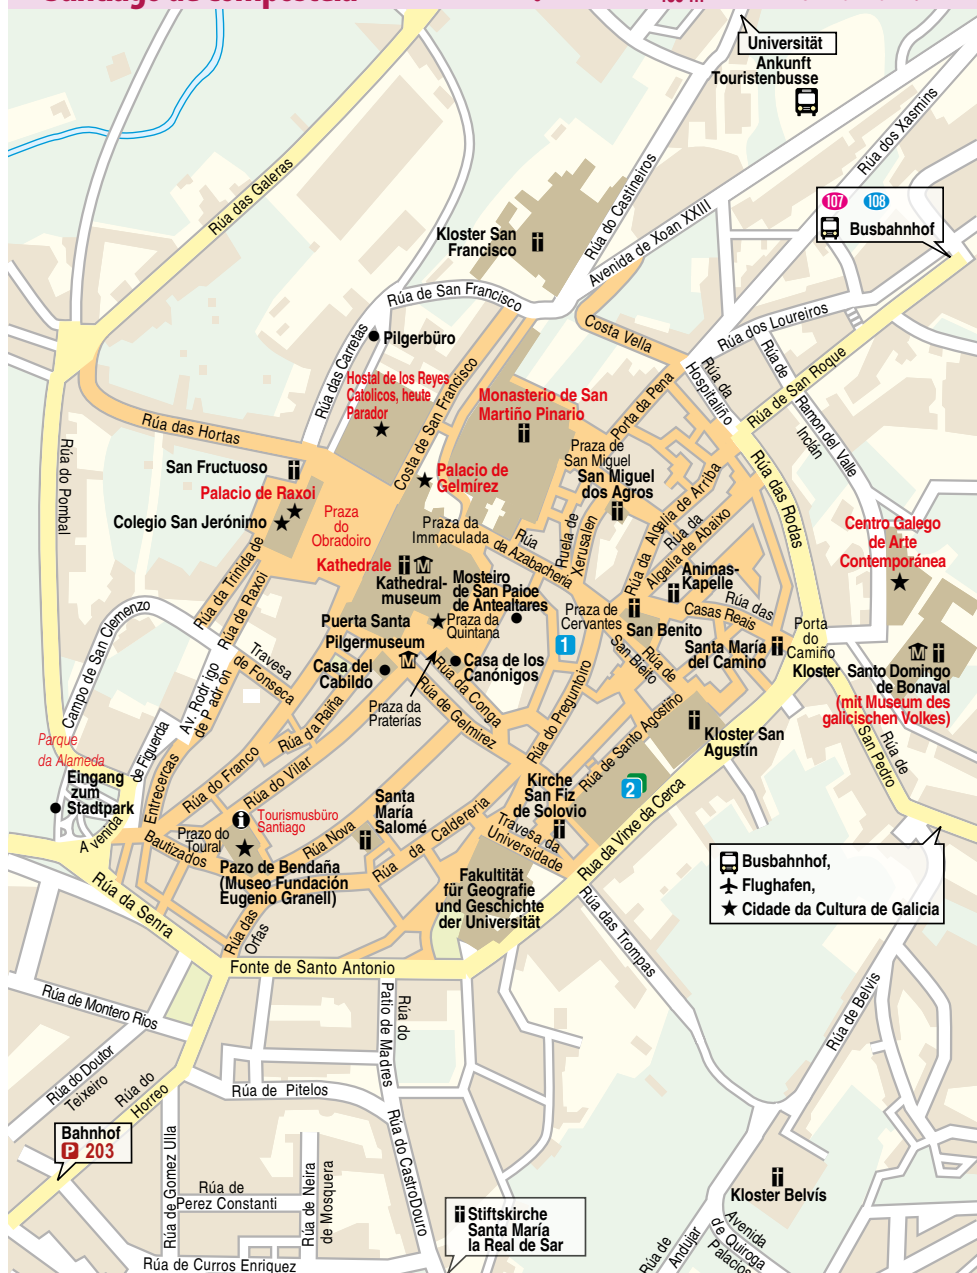 Santiago de Compostela
Universität
Ankunft
Touristenbusse
Rúa dos Xasmins
Rúa das Galeras
Rúa do Castineiros
Avenida de Xoan XXIII
107 108
Busbahnhof
Kloster San
Francisco
Rúa de San Francisco
Costa Vella
Rúa dos Loureiros
Pilgerbüro
Rúa das Carretas
Rúa da
Hospitaliño
Rúa de
Ramon del Valle
Inclán
Rúa de San Roque
Hostal de los Reyes
Católicos, heute
Parador
Costa de San Francisco
Monasterio de San
Martiño Pinario
Porta da Pena
Rúa das Hortas
Rúa do Pombal
Praza de
San Miguel
San Miguel
dos Agros
San Fructuoso
Palacio de Raxoi
Colegio San Jerónimo
Palacio de
Gelmírez
Praza
do
Obradoiro
Praza da
Immaculada
Rúa
da Azabacheria
Ruela de
Xerusalen
Rúa da
Algalia de Arriba
Rúa da
Algalia de Abaixo
Rúa das Rodas
Centro Galego
de Arte
Contemporánea
Kathedrale
Kathedral-
museum
Mosteiro
de San Paioe
de Antealtares
Animas-
Kapelle
Rúa das
Casas Reais
Rúa da Trinidade
Rúa de Raxoi
Puerta Santa
Praza da
Quintana
Praza de
Cervantes
San Benito
Rúa de
San Bieito
Santa María
del Camino
Porta
do
Camiño
Campo de San Clemenzo
Travesa
de Fonseca
Pilgermuseum
Casa del
Cabildo
Casa de los
Canónigos
1
Kloster Santo Domingo
de Bonaval
(mit Museum des
galicischen Volkes)
Av. Rodrigo
de Padron
Praza da
Praterías
Rúa da Conga
Rúa de Gelmirez
Rúa do Preguntoiro
Rúa de Santo Agostiño
Kloster San
Agustín
Rúa de
San Pedro
Parque
da Alameda
Eingang
zum
Stadtpark
Avenida de Figuerda
Entrecercas
Rúa do Franco
Rúa da Raíña
Rúa do Vilar
Kirche
San Fiz
de Solovio
2
Rua da Virxe da Cerca
Tourismusbüro
Santiago
Santa
María
Salomé
Prazo do
Toural
Bautizados
Rúa Nova
Rúa da Caldereria
Travesa da
Universidade
Pazo de Bendaña
(Museo Fundación
Eugenio Granell)
Fakultität
für Geografie
und Geschichte
der Universität
Busbahnhof,
Flughafen,
Cidade da Cultura de Galicia
Rúa da Senra
Rúa das
Orfas
Rúa das Trompas
Fonte de Santo Antonio
Rúa de Montero Rios
Rúa do
Patio de Madres
Rúa de Belvis
Rúa do Doutor
Teixeiro
Rúa do
Horreo
Rúa de Pitelos
Bahnhof
P 203
Rúa de Gomez Ulla
Rúa do CastroDouro
Rúa de
Perez Constanti
Rúa de Neira
de Mosquera
Kloster Belvís
Stiftskirche
Santa María
la Real de Sar
Avenida
de Quiroga
Palacios
Rúa de
Andujar
Rúa de Curros Enriquez